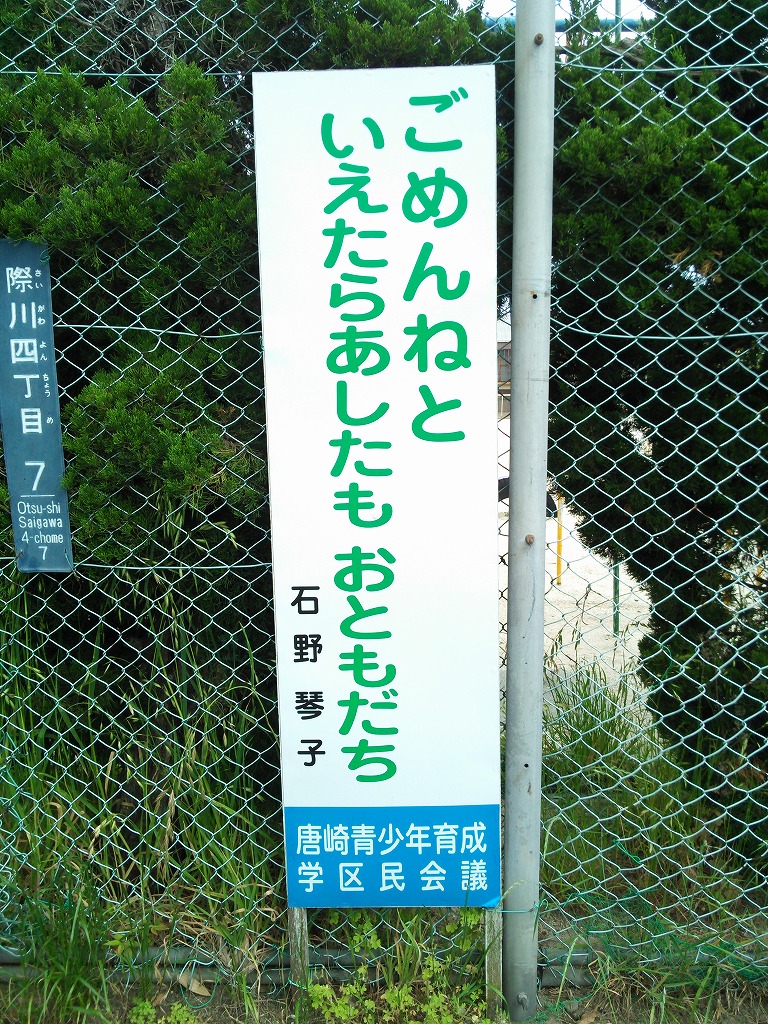 ごめんねと
いえたらあしたも おともだち
石野琴子
唐崎青少年育成
学区民会議
際川四丁目
さいがわよんちょうめ
7
Otsu-shi
Saigawa
4-chome
7